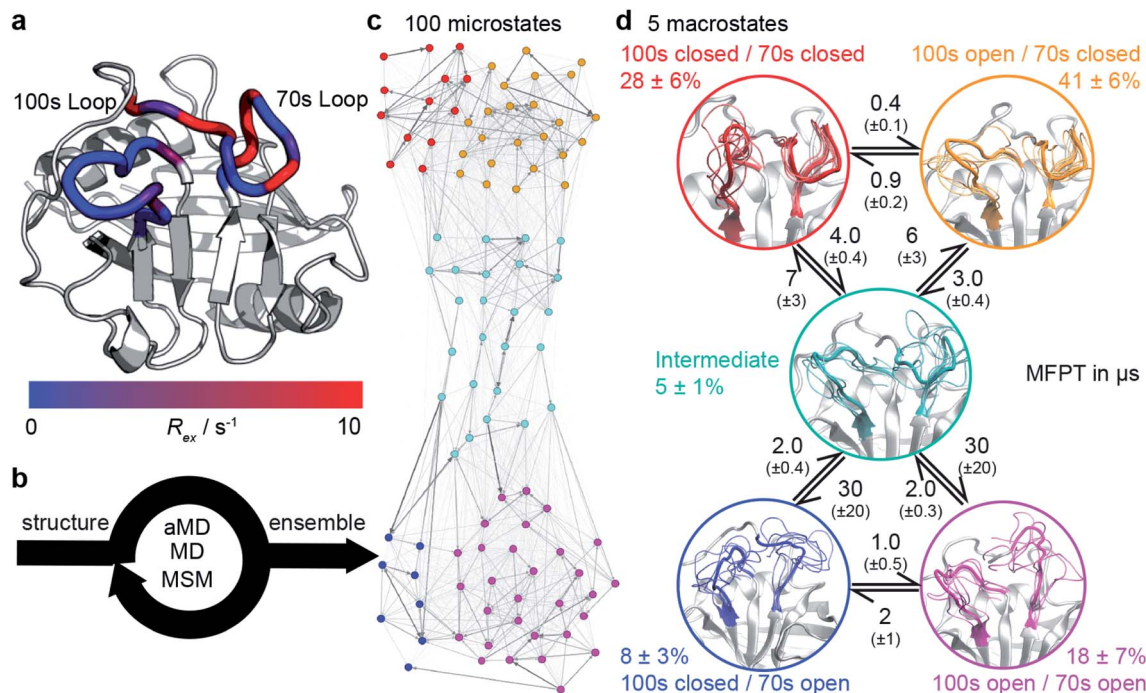 a
100s Loop
70s Loop
0
R_ex / s⁻¹
10
b
structure
aMD
MD
MSM
ensemble
c 100 microstates
d 5 macrostates
100s closed / 70s closed
28 ± 6%
100s open / 70s closed
41 ± 6%
0.4
(±0.1)
0.9
(±0.2)
4.0
(±0.4)
7
(±3)
6
(±3)
3.0
(±0.4)
Intermediate
5 ± 1%
MFPT in µs
2.0
(±0.4)
30
(±20)
30
(±20)
2.0
(±0.3)
1.0
(±0.5)
2
(±1)
8 ± 3%
100s closed / 70s open
18 ± 7%
100s open / 70s open